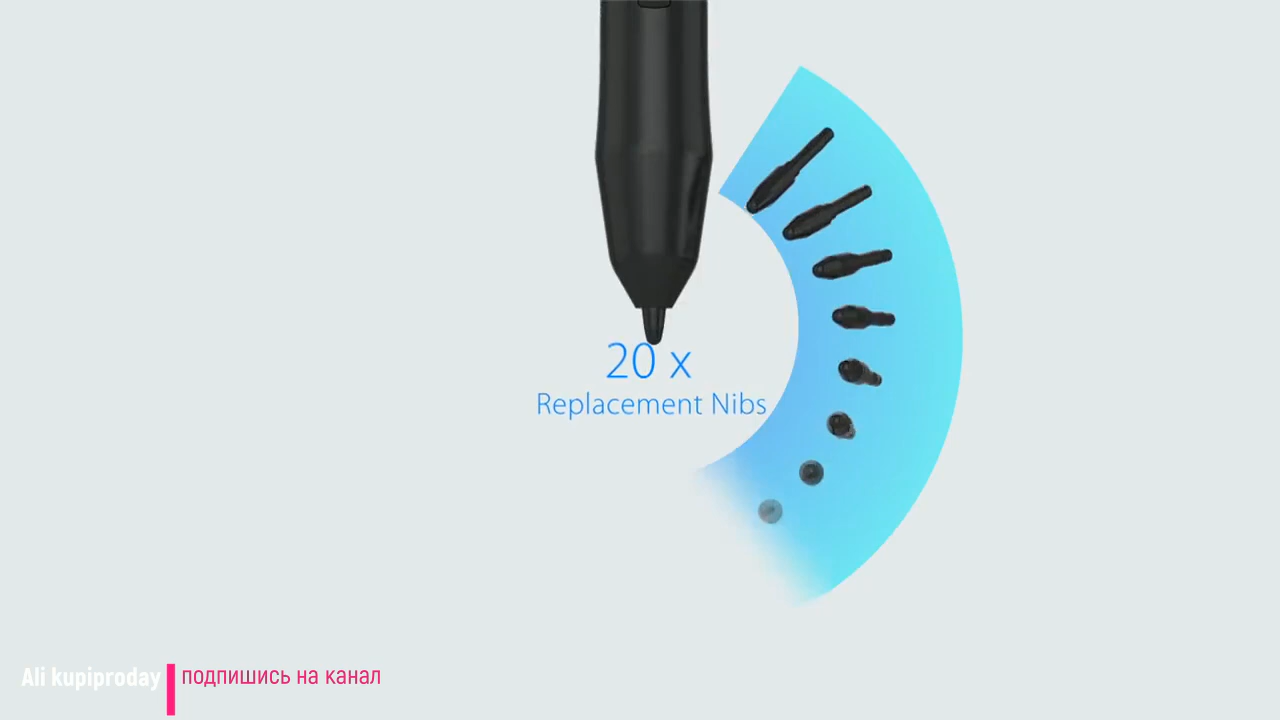 20 x
Replacement Nibs
Ali kupiproday
подпишись на канал